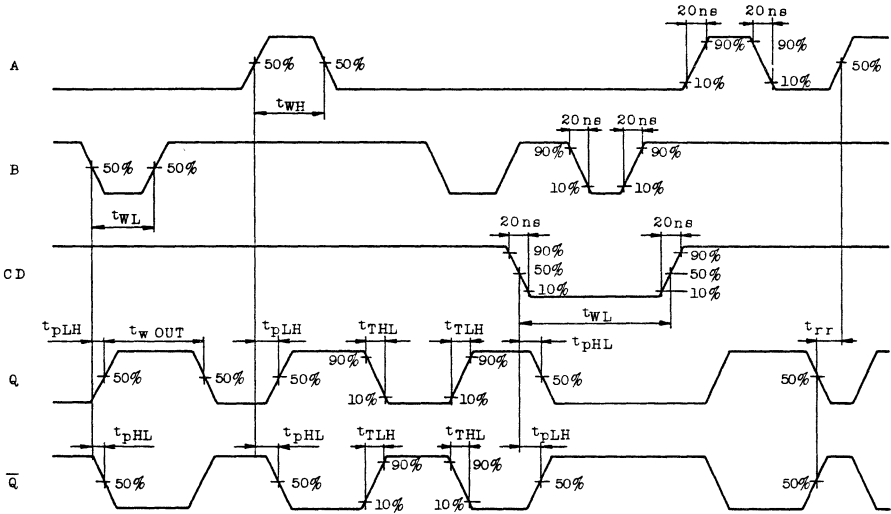 20ns 20ns
A 50% 50% 90% 90% 50%
10% 10%
tWH
20ns 20ns
B 50% 50% 90% 90%
10% 10%
tWL
20ns 20ns
CD 90% 90%
50% 50%
10% 10%
tWL
tpLH tw OUT tpLH tTHL tTLH tpHL trr
90% 90%
Q 50% 50% 50% 50% 50%
10% 10%
tpHL tpHL tTLH tTHL tpLH
90% 90%
Q̅ 50% 50% 50% 50%
10% 10%